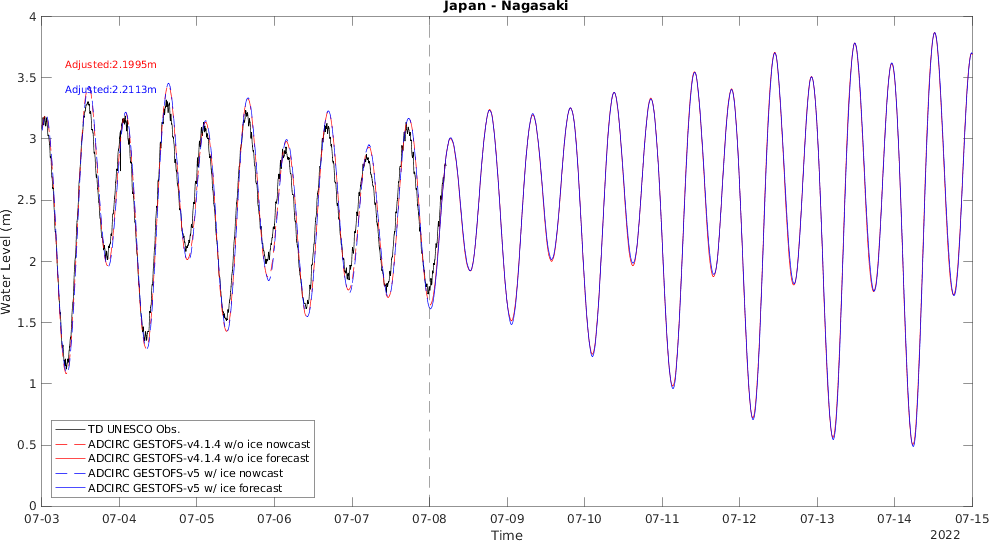 Japan - Nagasaki
4
3.5
3
2.5
2
1.5
1
0.5
0
Water Level (m)
Adjusted:2.1995m
Adjusted:2.2113m
TD UNESCO Obs.
ADCIRC GESTOFS-v4.1.4 w/o ice nowcast
ADCIRC GESTOFS-v4.1.4 w/o ice forecast
ADCIRC GESTOFS-v5 w/ ice nowcast
ADCIRC GESTOFS-v5 w/ ice forecast
07-03 07-04 07-05 07-06 07-07 07-08 07-09 07-10 07-11 07-12 07-13 07-14 07-15
Time
2022